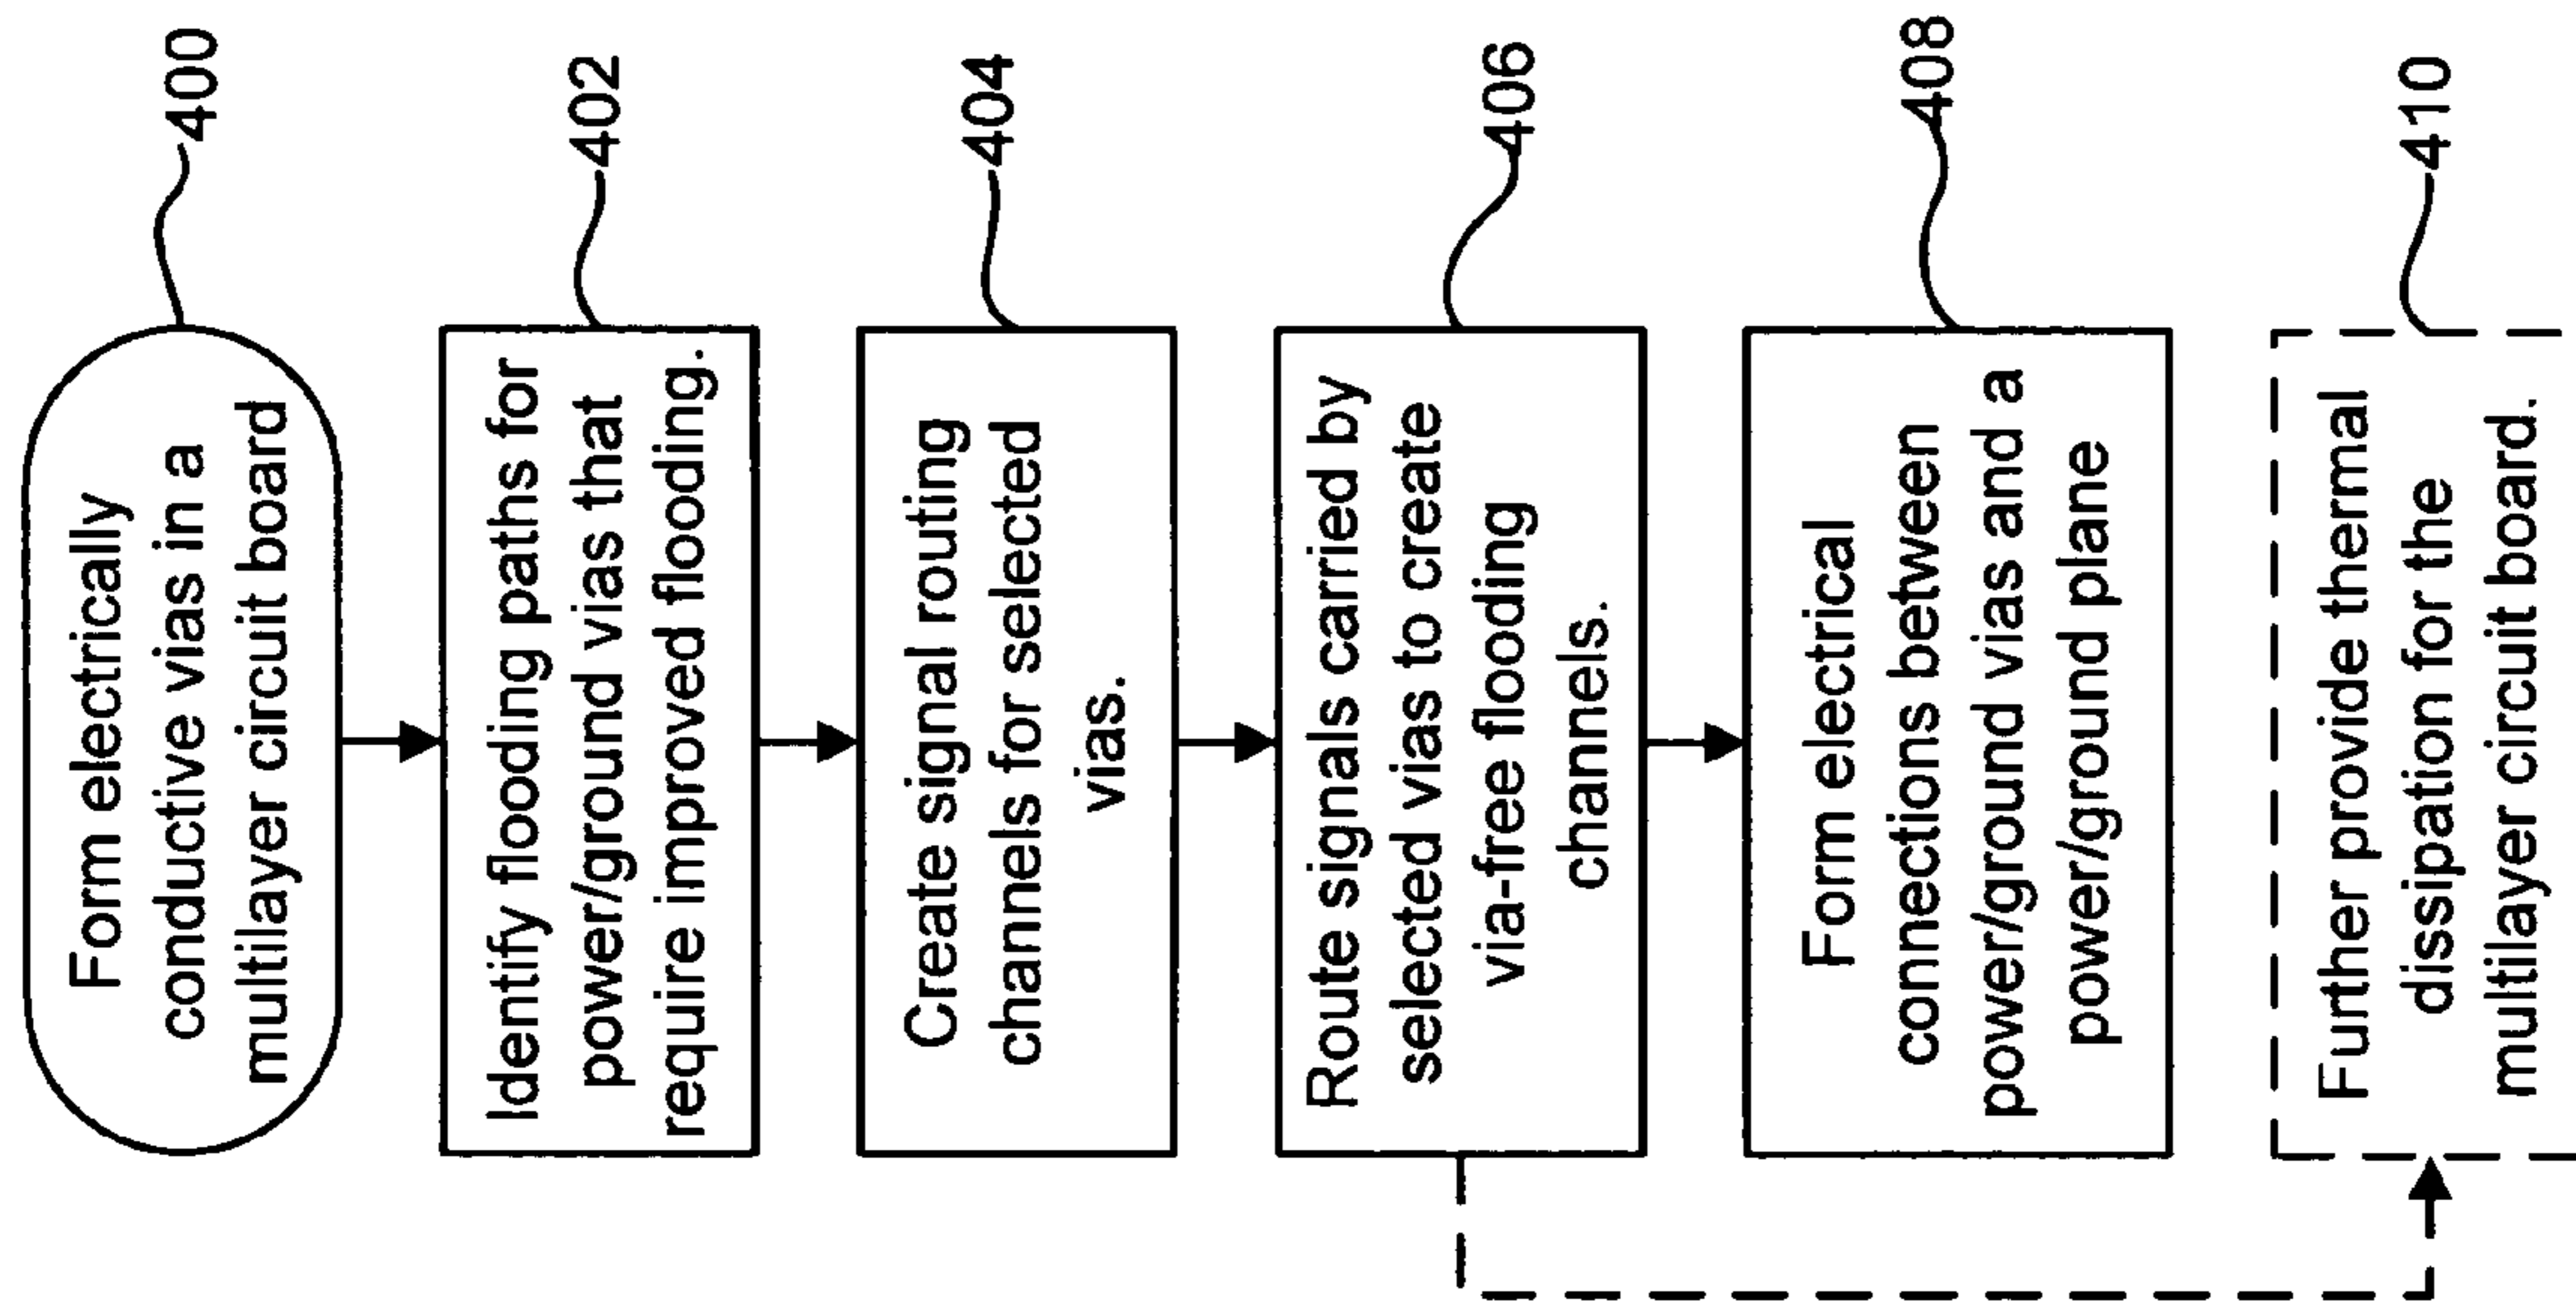 Form electrically
conductive vias in a
multilayer circuit board
400
Identify flooding paths for
power/ground vias that
require improved flooding.
402
Create signal routing
channels for selected
vias.
404
Route signals carried by
selected vias to create
via-free flooding
channels.
406
Form electrical
connections between
power/ground vias and a
power/ground plane
408
Further provide thermal
dissipation for the
multilayer circuit board.
410